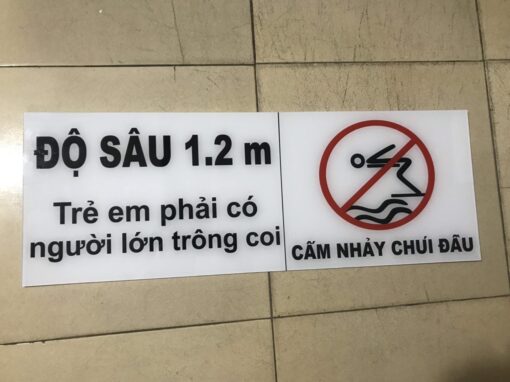 ĐỘ SÂU 1.2 m
Trẻ em phải có
người lớn trông coi
CẤM NHẢY CHÚI ĐẦU